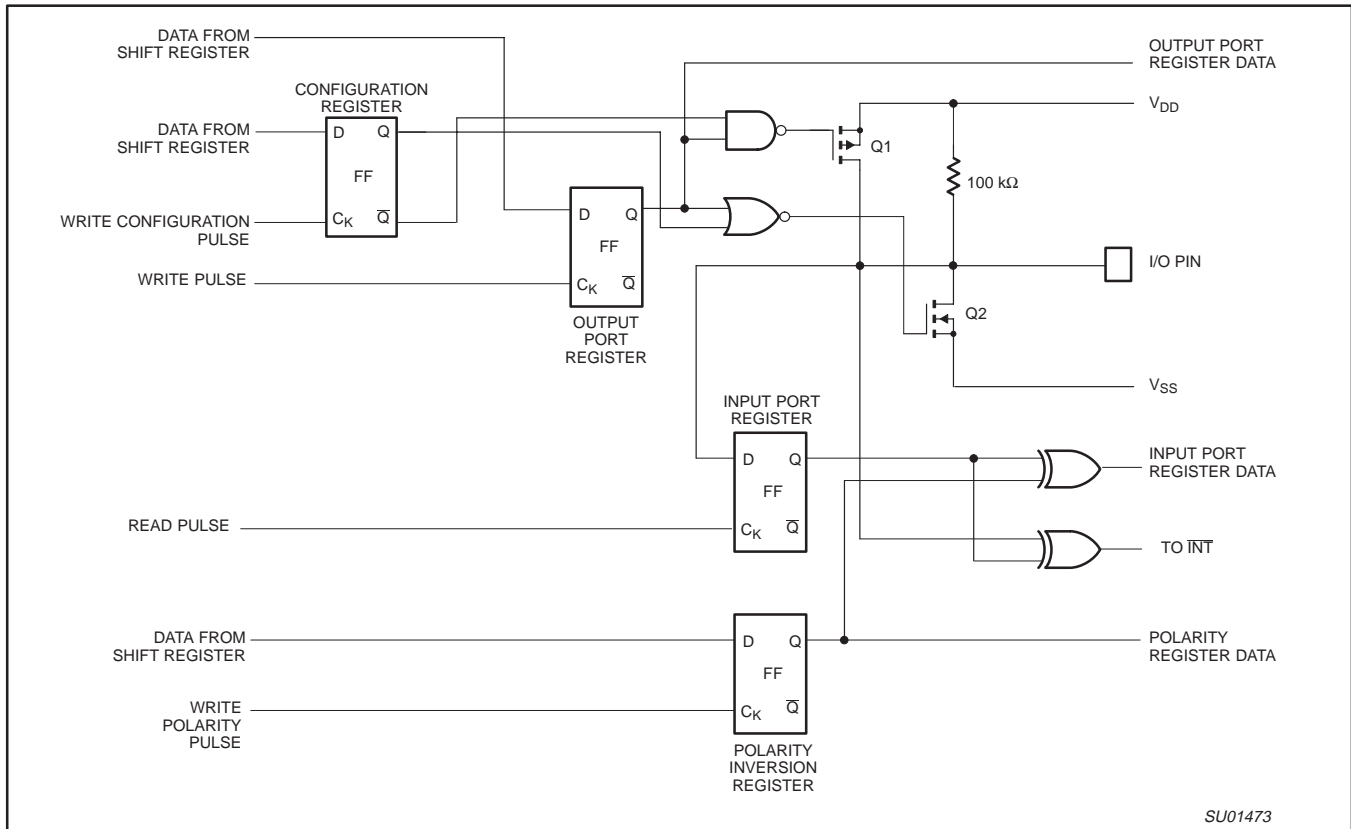 DATA FROM
SHIFT REGISTER
OUTPUT PORT
REGISTER DATA
CONFIGURATION
REGISTER
V_DD
DATA FROM
SHIFT REGISTER
D Q
FF
C_K Q̅
Q1
100 kΩ
WRITE CONFIGURATION
PULSE
D Q
FF
C_K Q̅
I/O PIN
WRITE PULSE
OUTPUT
PORT
REGISTER
Q2
V_SS
INPUT PORT
REGISTER
D Q
FF
C_K Q̅
INPUT PORT
REGISTER DATA
READ PULSE
TO I̅N̅T̅
DATA FROM
SHIFT REGISTER
D Q
FF
C_K Q̅
POLARITY
REGISTER DATA
WRITE
POLARITY
PULSE
POLARITY
INVERSION
REGISTER
SU01473